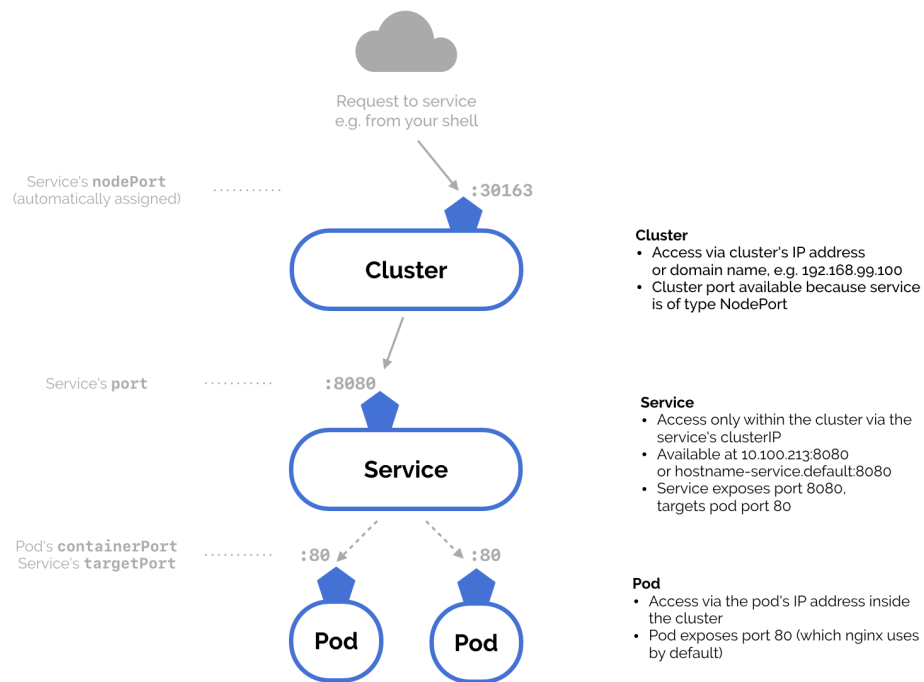 Request to service
e.g. from your shell
Service's nodePort
(automatically assigned)
:30163
Cluster
Cluster
• Access via cluster's IP address
or domain name, e.g. 192.168.99.100
• Cluster port available because service
is of type NodePort
Service's port
:8080
Service
Service
• Access only within the cluster via the
service's clusterIP
• Available at 10.100.213:8080
or hostname-service.default:8080
• Service exposes port 8080,
targets pod port 80
Pod's containerPort
Service's targetPort
:80
:80
Pod
Pod
Pod
• Access via the pod's IP address inside
the cluster
• Pod exposes port 80 (which nginx uses
by default)